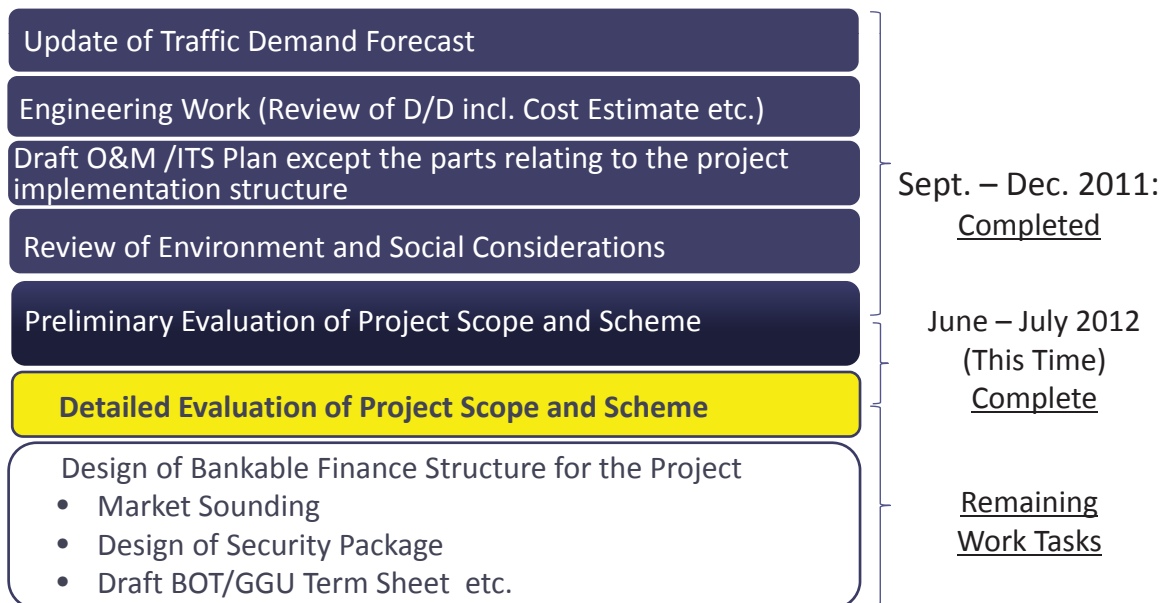 Update of Traffic Demand Forecast
Engineering Work (Review of D/D incl. Cost Estimate etc.)
Draft O&M /ITS Plan except the parts relating to the project
implementation structure
Review of Environment and Social Considerations
Sept. – Dec. 2011:
Completed
Preliminary Evaluation of Project Scope and Scheme
Detailed Evaluation of Project Scope and Scheme
June – July 2012
(This Time)
Complete
Design of Bankable Finance Structure for the Project
• Market Sounding
• Design of Security Package
• Draft BOT/GGU Term Sheet etc.
Remaining
Work Tasks